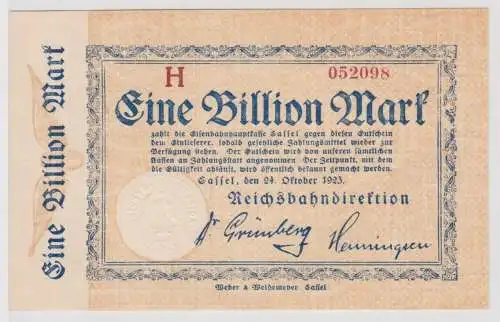 Eine Billion Mark
H
052098
Eine Billion Mark
zahlt die Eisenbahnhauptkasse Cassel gegen diesen Gutschein
dem Einlieferer, sobald gesetzliche Zahlungsmittel wieder zur
Verfügung stehen. Der Gutschein wird von unseren sämtlichen
Kassen an Zahlungsstatt angenommen. Der Zeitpunkt, mit dem
die Gültigkeit abläuft, wird öffentlich bekannt gemacht werden.
Cassel, den 24. Oktober 1923.
Reichsbahndirektion
Dr. Grünberg Henningsen
Weber & Weidemeyer Cassel